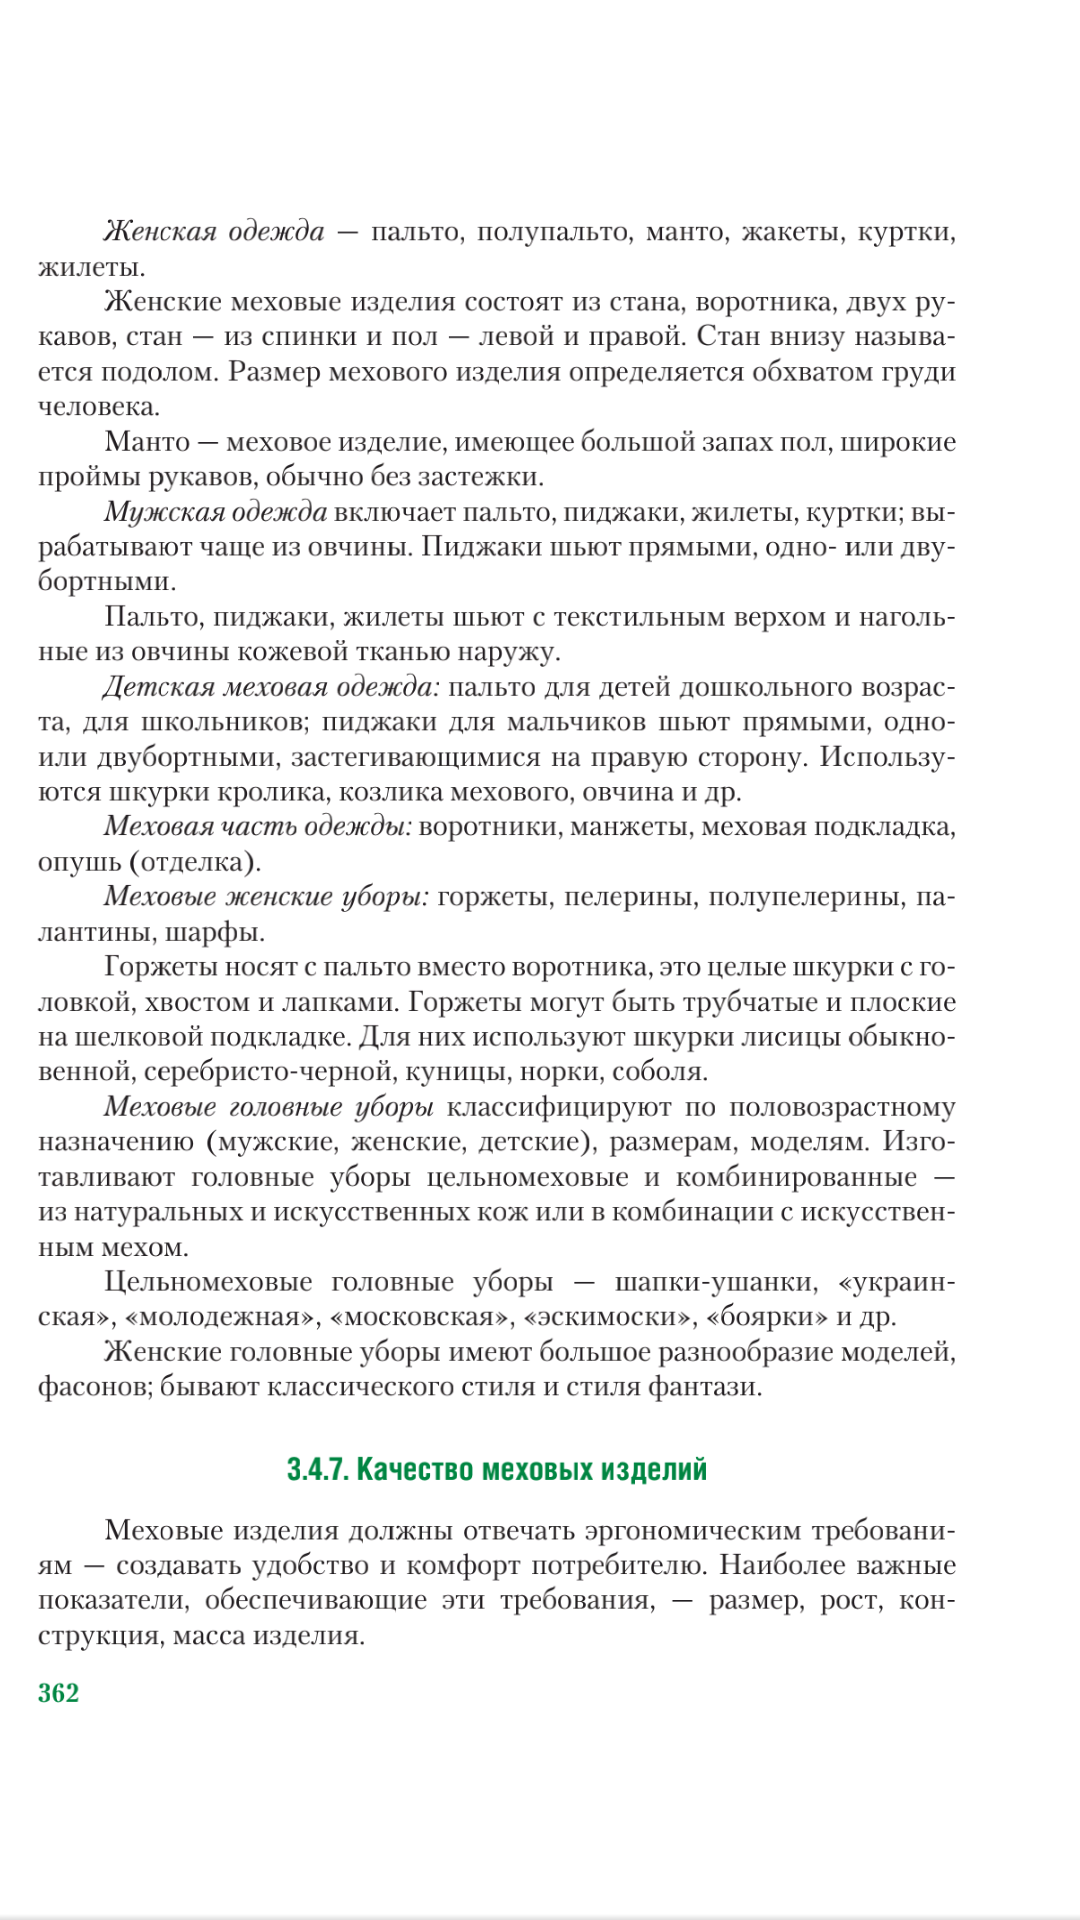 Женская одежда — пальто, полупальто, манто, жакеты, куртки,
жилеты.
Женские меховые изделия состоят из стана, воротника, двух ру-
кавов, стан — из спинки и пол — левой и правой. Стан внизу называ-
ется подолом. Размер мехового изделия определяется обхватом груди
человека.
Манто — меховое изделие, имеющее большой запах пол, широкие
проймы рукавов, обычно без застежки.
Мужская одежда включает пальто, пиджаки, жилеты, куртки; вы-
рабатывают чаще из овчины. Пиджаки шьют прямыми, одно- или дву-
бортными.
Пальто, пиджаки, жилеты шьют с текстильным верхом и наголь-
ные из овчины кожевой тканью наружу.
Детская меховая одежда: пальто для детей дошкольного возрас-
та, для школьников; пиджаки для мальчиков шьют прямыми, одно-
или двубортными, застегивающимися на правую сторону. Использу-
ются шкурки кролика, козлика мехового, овчина и др.
Меховая часть одежды: воротники, манжеты, меховая подкладка,
опушь (отделка).
Меховые женские уборы: горжеты, пелерины, полупелерины, па-
лантины, шарфы.
Горжеты носят с пальто вместо воротника, это целые шкурки с го-
ловкой, хвостом и лапками. Горжеты могут быть трубчатые и плоские
на шелковой подкладке. Для них используют шкурки лисицы обыкно-
венной, серебристо-черной, куницы, норки, соболя.
Меховые головные уборы классифицируют по половозрастному
назначению (мужские, женские, детские), размерам, моделям. Изго-
тавливают головные уборы цельномеховые и комбинированные —
из натуральных и искусственных кож или в комбинации с искусствен-
ным мехом.
Цельномеховые головные уборы — шапки-ушанки, «украин-
ская», «молодежная», «московская», «эскимоски», «боярки» и др.
Женские головные уборы имеют большое разнообразие моделей,
фасонов; бывают классического стиля и стиля фантази.
3.4.7. Качество меховых изделий
Меховые изделия должны отвечать эргономическим требовани-
ям — создавать удобство и комфорт потребителю. Наиболее важные
показатели, обеспечивающие эти требования, — размер, рост, кон-
струкция, масса изделия.
362